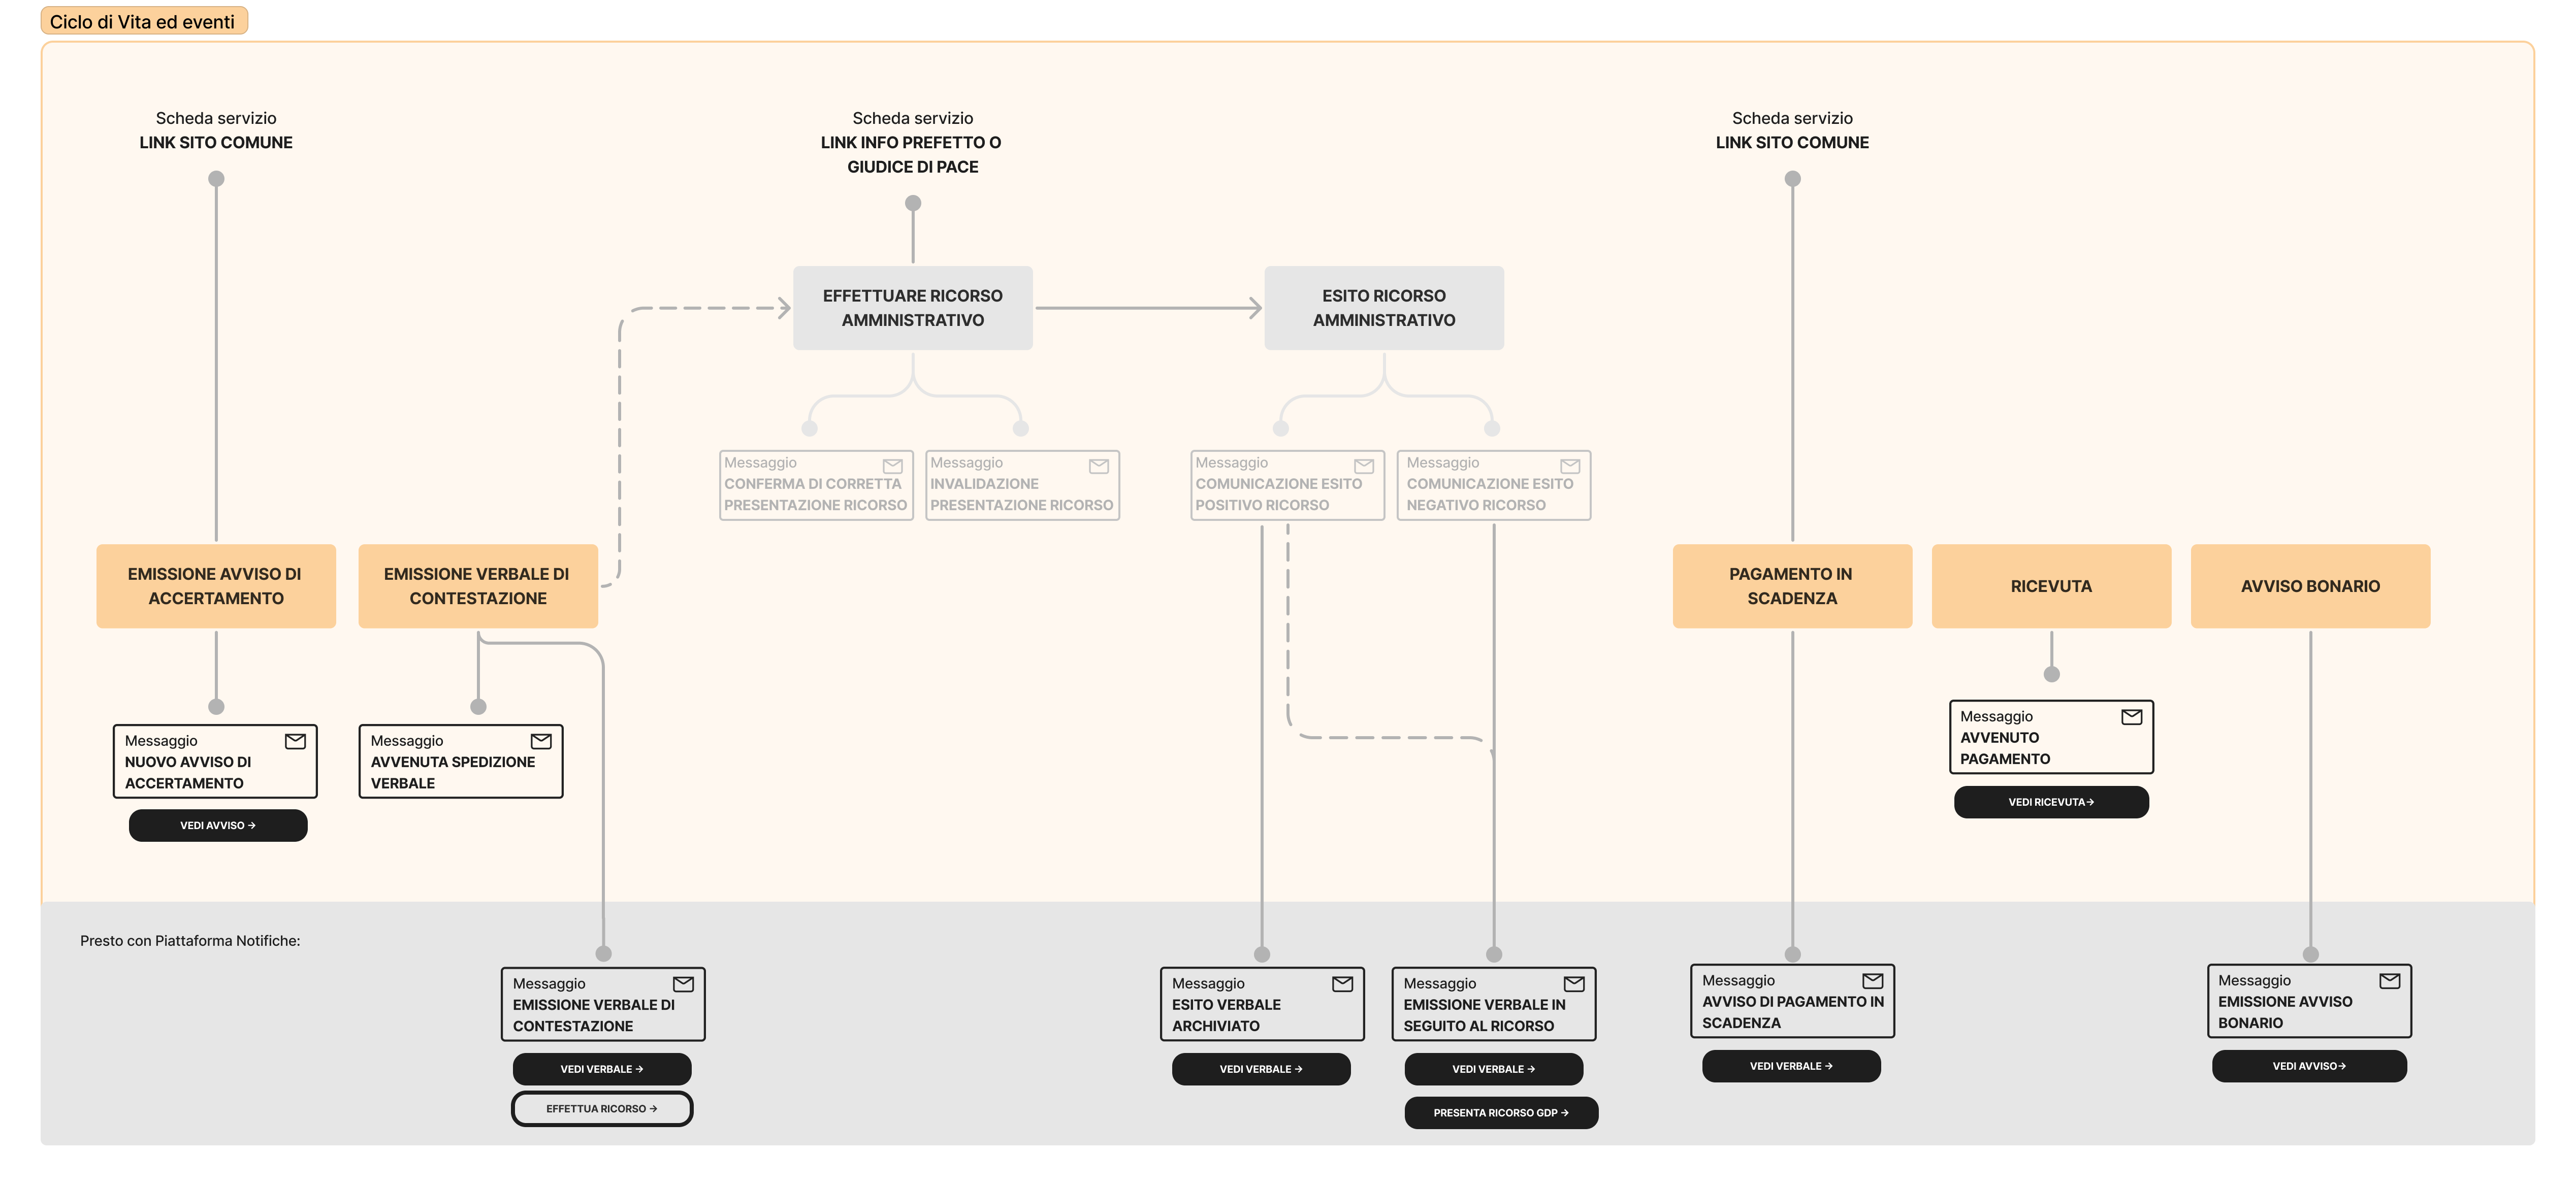 Ciclo di Vita ed eventi
Scheda servizio
LINK SITO COMUNE
Scheda servizio
LINK INFO PREFETTO O
GIUDICE DI PACE
Scheda servizio
LINK SITO COMUNE
EFFETTUARE RICORSO
AMMINISTRATIVO
ESITO RICORSO
AMMINISTRATIVO
Messaggio
CONFERMA DI CORRETTA
PRESENTAZIONE RICORSO
Messaggio
INVALIDAZIONE
PRESENTAZIONE RICORSO
Messaggio
COMUNICAZIONE ESITO
POSITIVO RICORSO
Messaggio
COMUNICAZIONE ESITO
NEGATIVO RICORSO
EMISSIONE AVVISO DI
ACCERTAMENTO
EMISSIONE VERBALE DI
CONTESTAZIONE
PAGAMENTO IN
SCADENZA
RICEVUTA
AVVISO BONARIO
Messaggio
NUOVO AVVISO DI
ACCERTAMENTO
VEDI AVVISO →
Messaggio
AVVENUTA SPEDIZIONE
VERBALE
Messaggio
AVVENUTO
PAGAMENTO
VEDI RICEVUTA→
Presto con Piattaforma Notifiche:
Messaggio
EMISSIONE VERBALE DI
CONTESTAZIONE
VEDI VERBALE →
EFFETTUA RICORSO →
Messaggio
ESITO VERBALE
ARCHIVIATO
VEDI VERBALE →
Messaggio
EMISSIONE VERBALE IN
SEGUITO AL RICORSO
VEDI VERBALE →
PRESENTA RICORSO GDP →
Messaggio
AVVISO DI PAGAMENTO IN
SCADENZA
VEDI VERBALE →
Messaggio
EMISSIONE AVVISO
BONARIO
VEDI AVVISO→